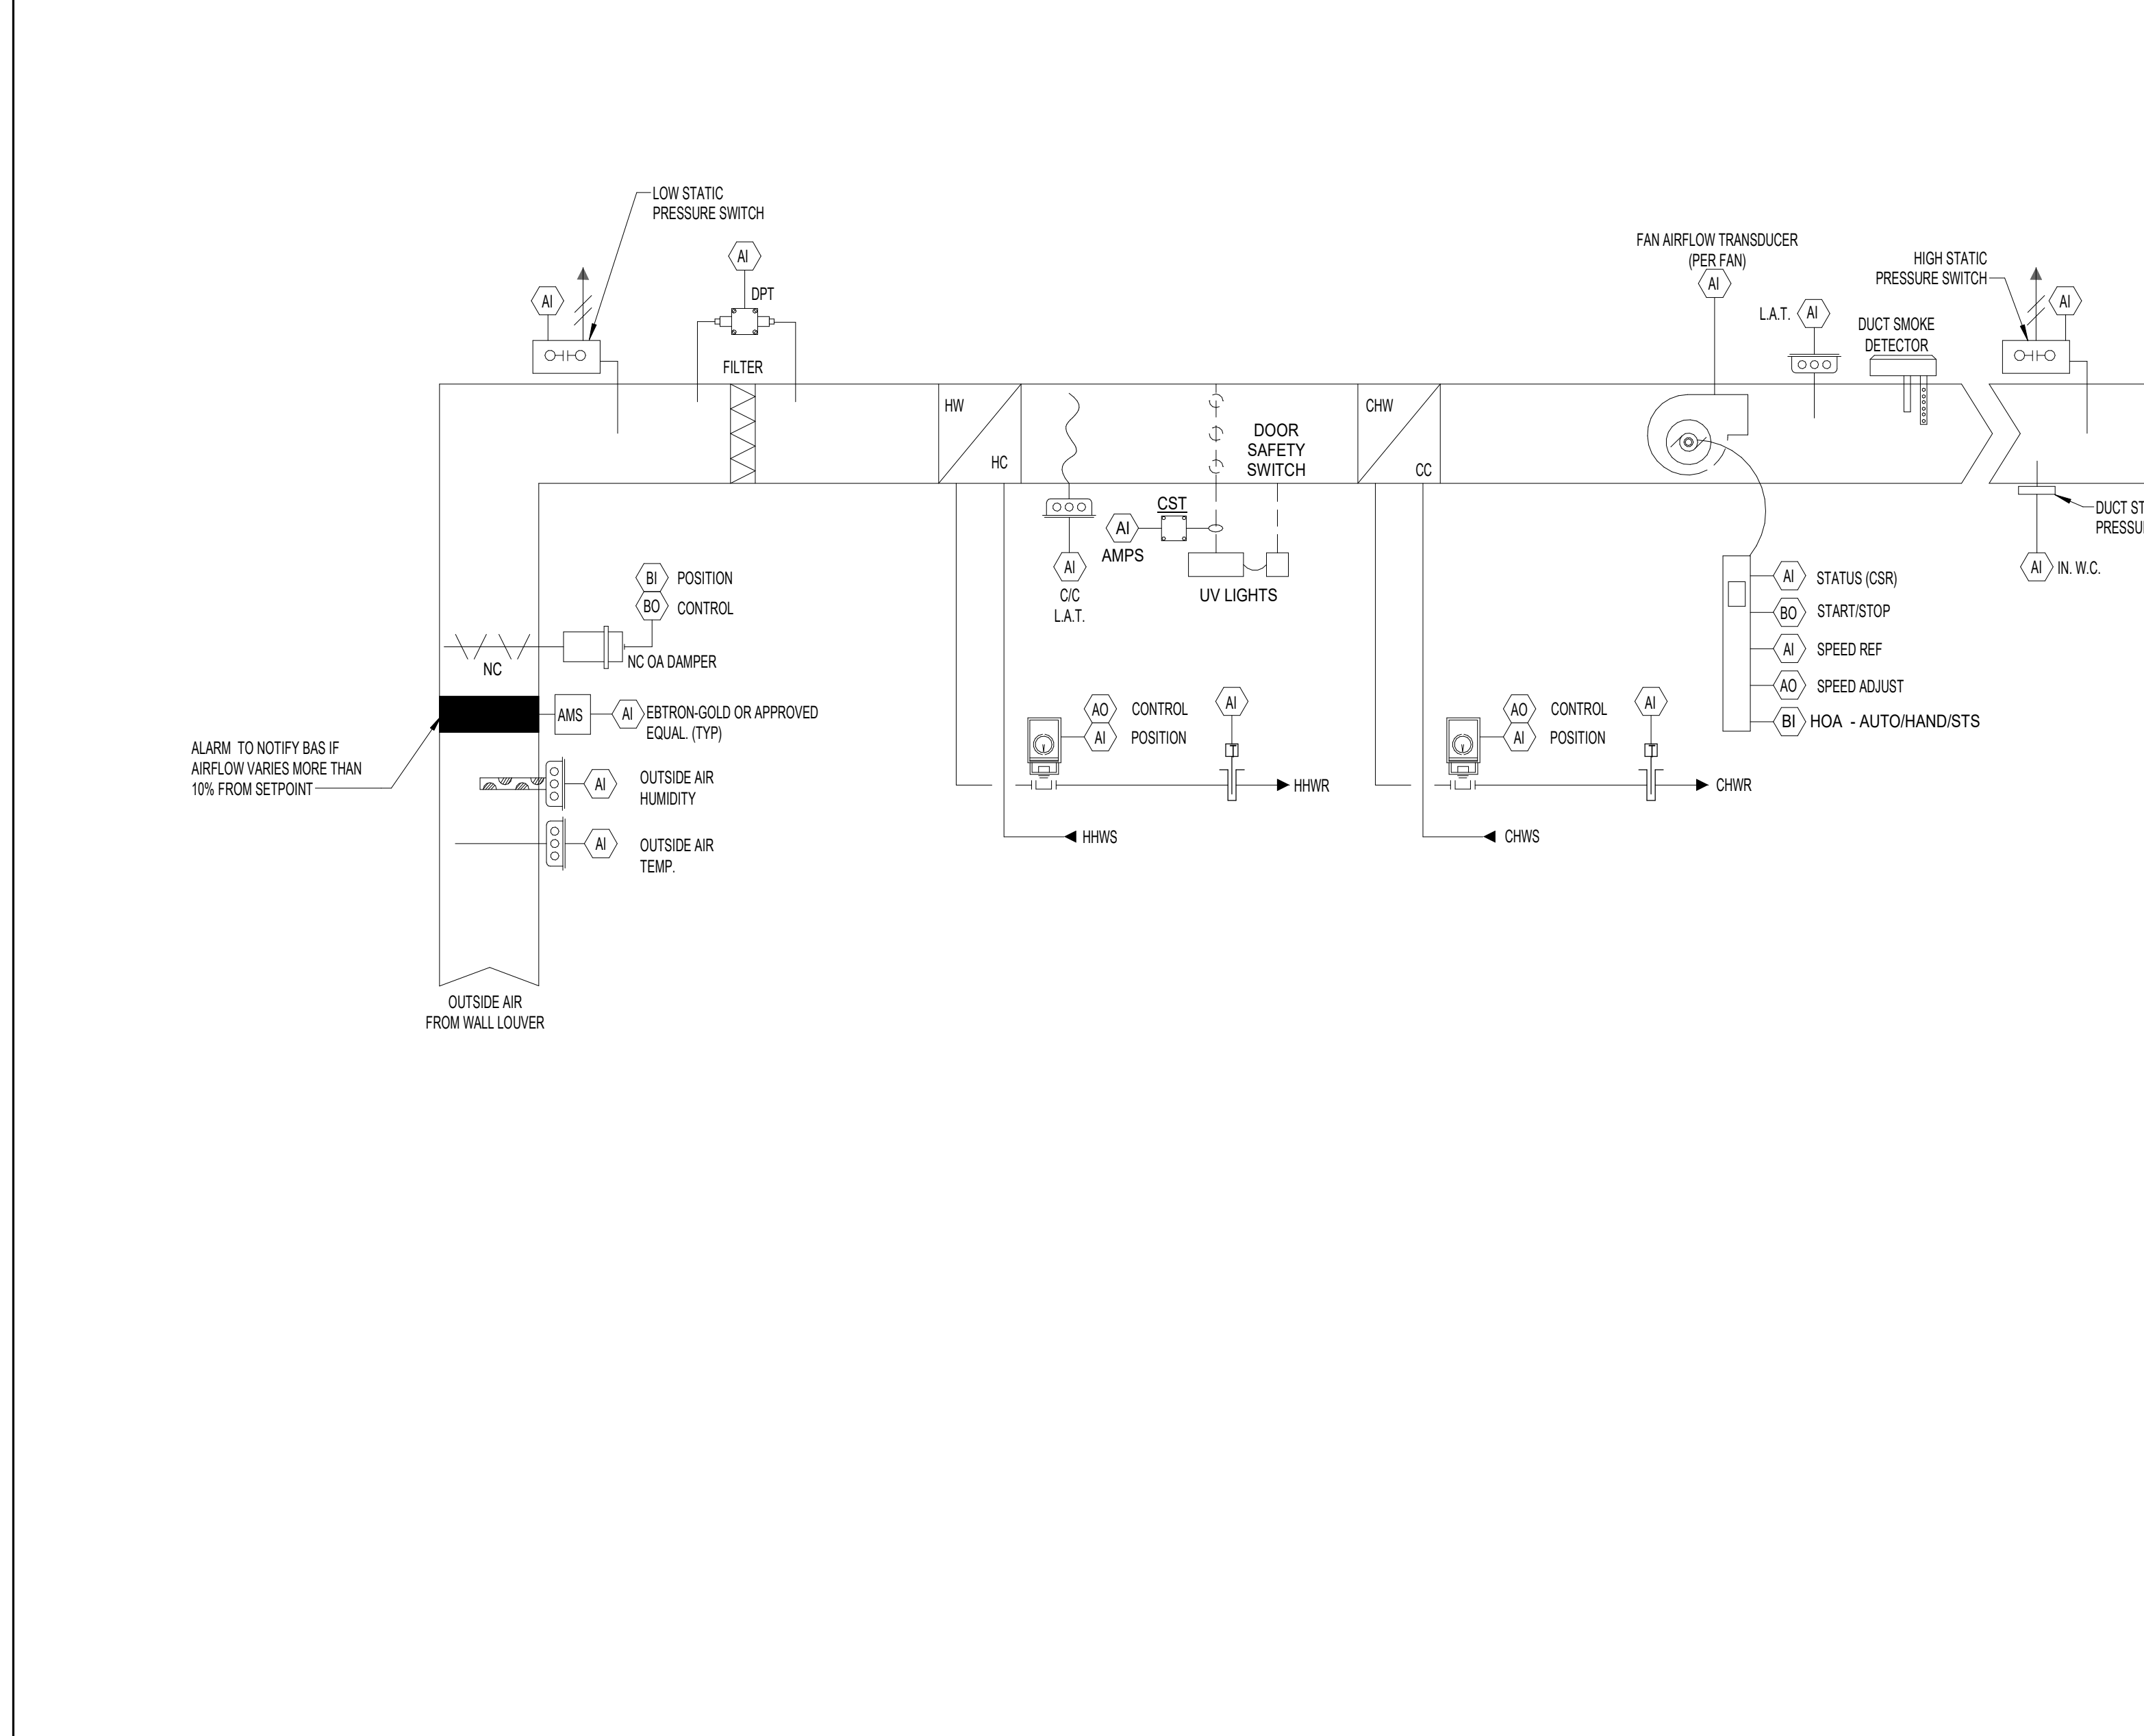 LOW STATIC
PRESSURE SWITCH
AI
DPT
AI
FILTER
FAN AIRFLOW TRANSDUCER
(PER FAN)
AI
L.A.T.
AI
DUCT SMOKE
DETECTOR
HIGH STATIC
PRESSURE SWITCH
AI
HW
HC
DOOR
SAFETY
SWITCH
CHW
CC
CST
AI
AMPS
AI
C/C
L.A.T.
UV LIGHTS
DUCT ST
PRESSU
AI
IN. W.C.
BI
POSITION
BO
CONTROL
NC
NC OA DAMPER
AMS
AI
EBTRON-GOLD OR APPROVED
EQUAL. (TYP)
ALARM TO NOTIFY BAS IF
AIRFLOW VARIES MORE THAN
10% FROM SETPOINT
AI
OUTSIDE AIR
HUMIDITY
AI
OUTSIDE AIR
TEMP.
OUTSIDE AIR
FROM WALL LOUVER
AO
CONTROL
AI
POSITION
AI
T
HHWR
HHWS
AO
CONTROL
AI
POSITION
AI
T
CHWR
CHWS
AI
STATUS (CSR)
BO
START/STOP
AI
SPEED REF
AO
SPEED ADJUST
BI
HOA - AUTO/HAND/STS